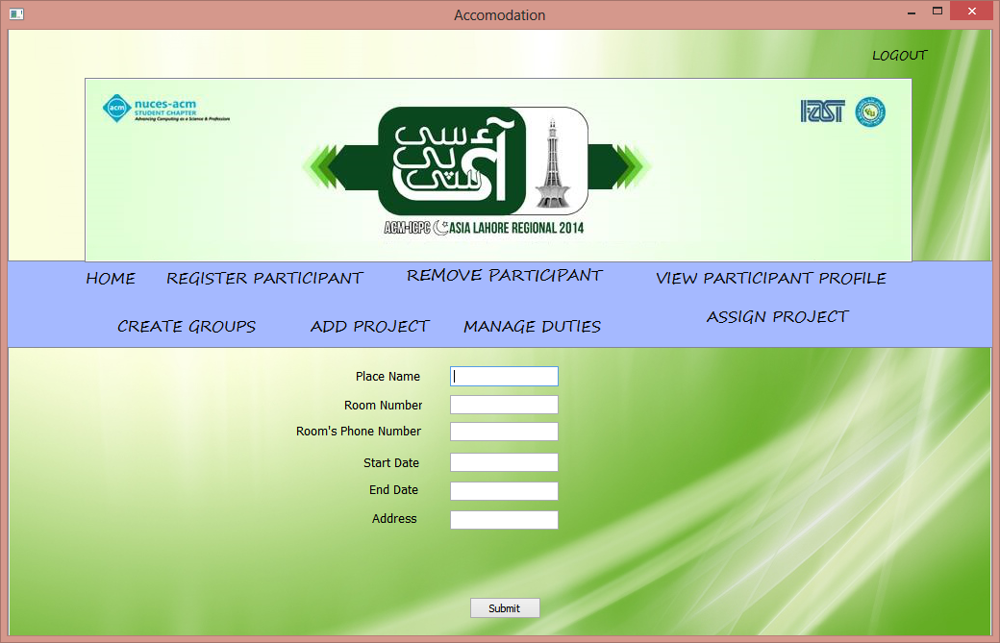 Accomodation
LOGOUT
acm
nuces-acm
STUDENT CHAPTER
Advancing Computing as a Science & Profession
FAST
آئی
سی
پی
سی
ACM-ICPC ASIA LAHORE REGIONAL 2014
HOME REGISTER PARTICIPANT REMOVE PARTICIPANT VIEW PARTICIPANT PROFILE
CREATE GROUPS ADD PROJECT MANAGE DUTIES ASSIGN PROJECT
Place Name
Room Number
Room's Phone Number
Start Date
End Date
Address
Submit